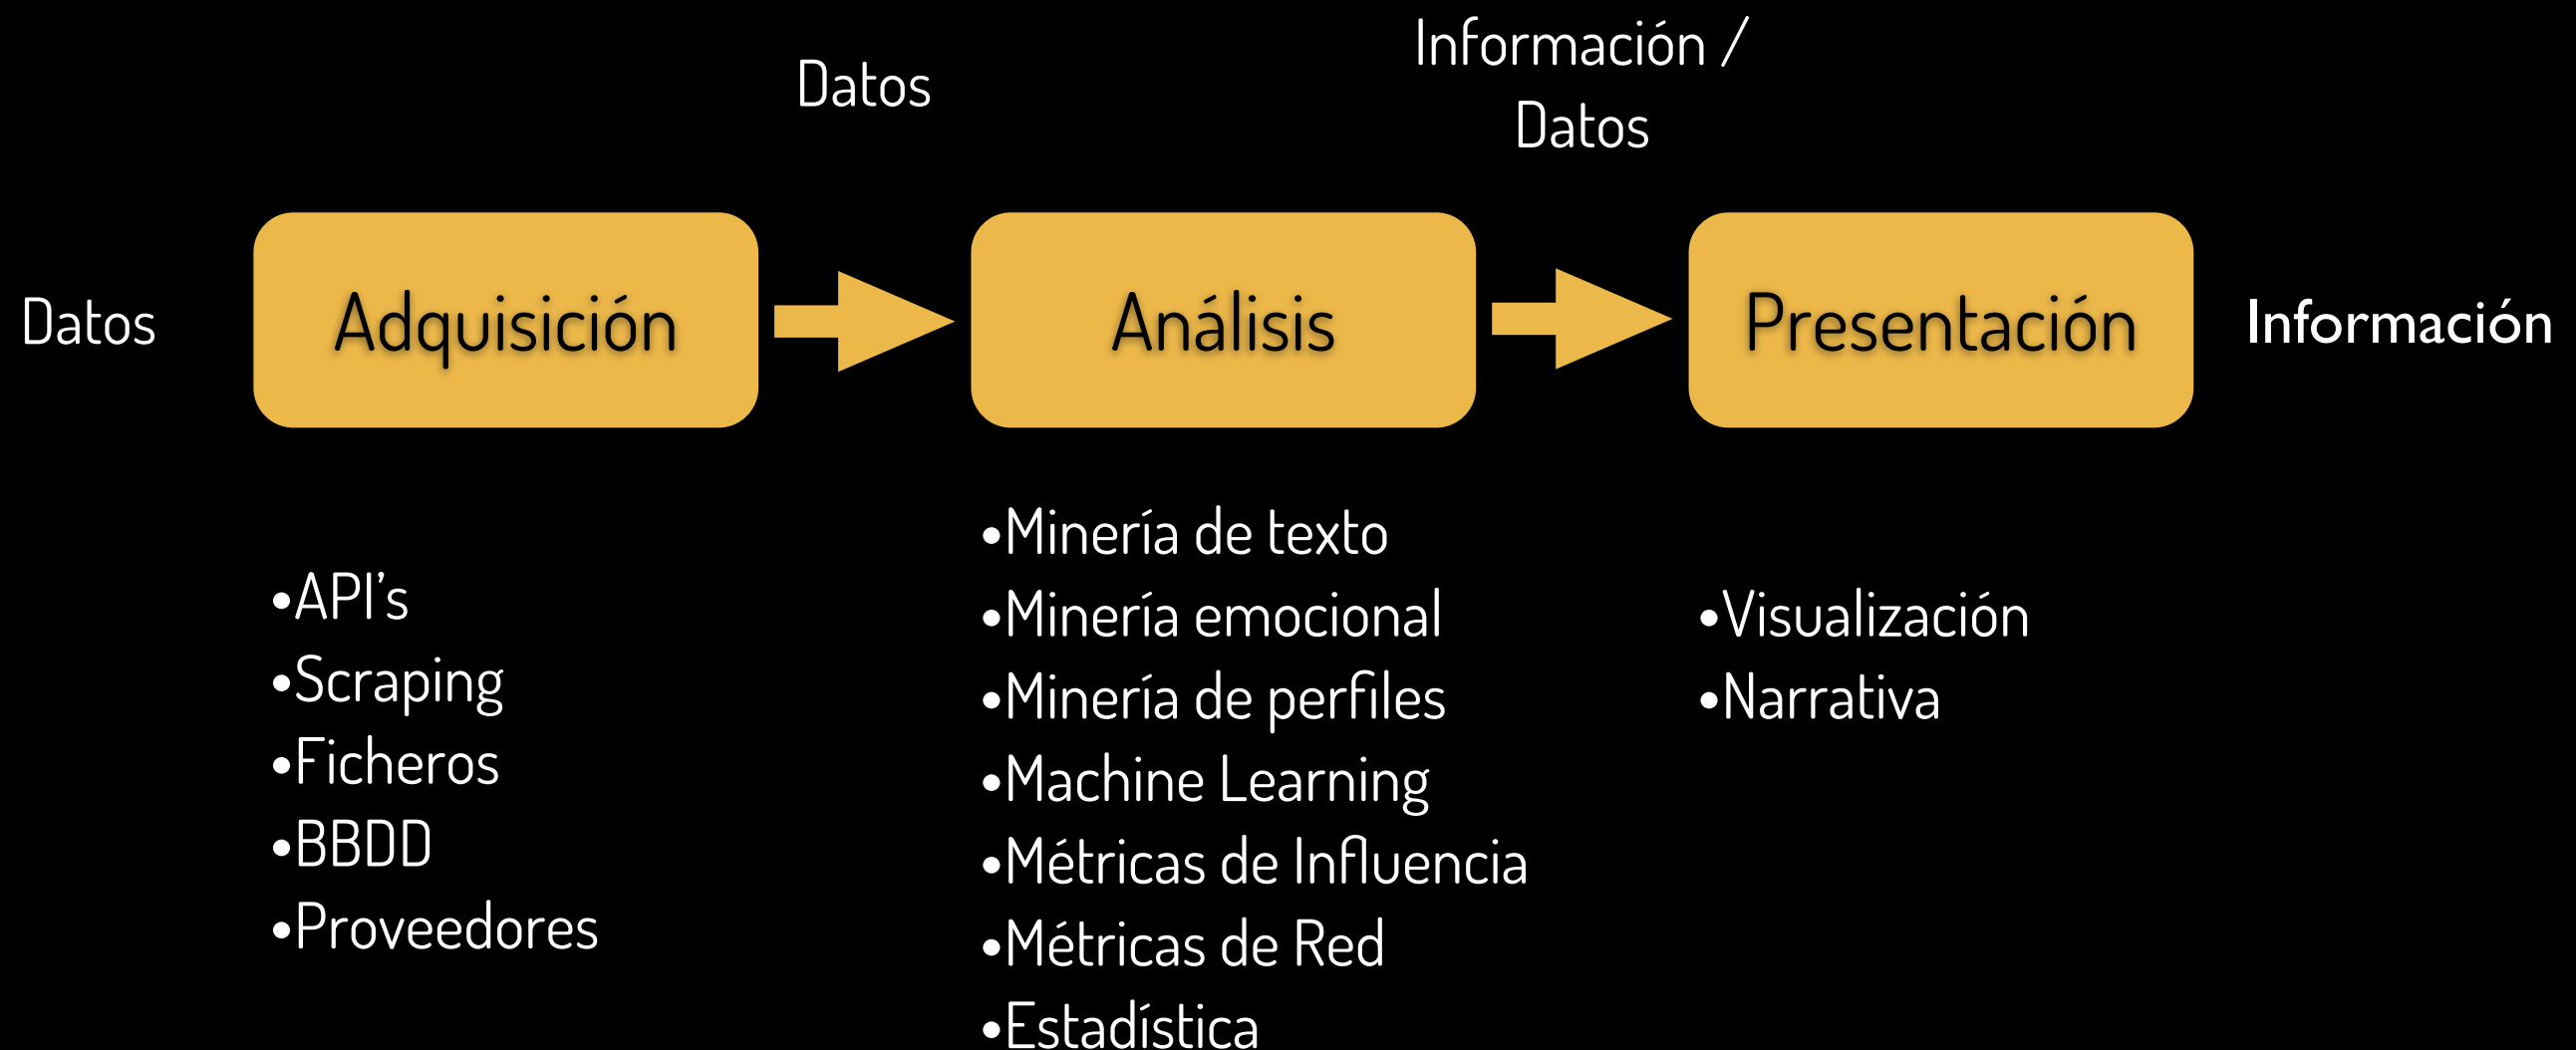 Datos
Información /
Datos
Datos
Adquisición
Análisis
Presentación
Información
•API’s
•Scraping
•Ficheros
•BBDD
•Proveedores
•Minería de texto
•Minería emocional
•Minería de perfiles
•Machine Learning
•Métricas de Influencia
•Métricas de Red
•Estadística
•Visualización
•Narrativa